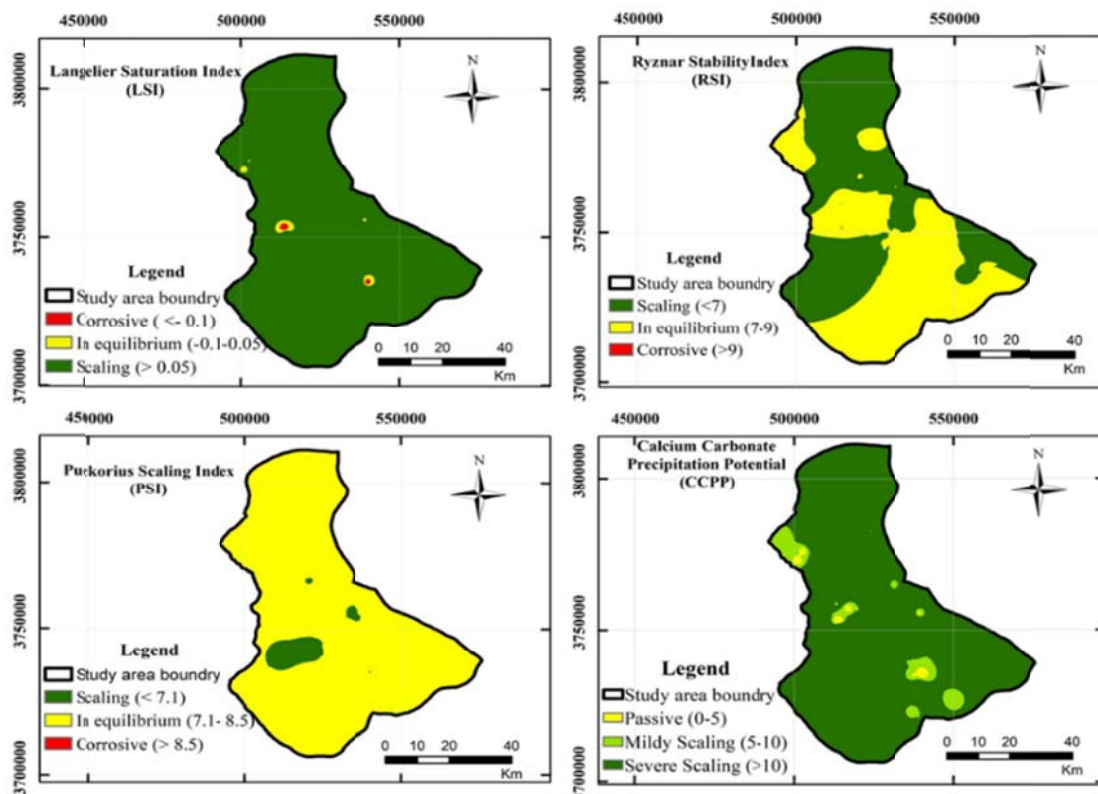 450000 500000 550000
Langelier Saturation Index
(LSI)
N
3800000
3750000
3700000
Legend
Study area boundry
Corrosive ( <- 0.1)
In equilibrium (-0.1-0.05)
Scaling (> 0.05)
0 10 20 40
Km
450000 500000 550000
Ryznar StabilityIndex
(RSI)
N
3800000
3750000
3700000
Legend
Study area boundry
Scaling (<7)
In equilibrium (7-9)
Corrosive (>9)
0 10 20 40
Km
450000 500000 550000
Puckorius Scaling Index
(PSI)
N
3800000
3750000
3700000
Legend
Study area boundry
Scaling (< 7.1)
In equilibrium (7.1- 8.5)
Corrosive (> 8.5)
0 10 20 40
Km
450000 500000 550000
Calcium Carbonate
Precipitation Potential
(CCPP)
N
3800000
3750000
3700000
Legend
Study area boundry
Passive (0-5)
Mildy Scaling (5-10)
Severe Scaling (>10)
0 10 20 40
Km